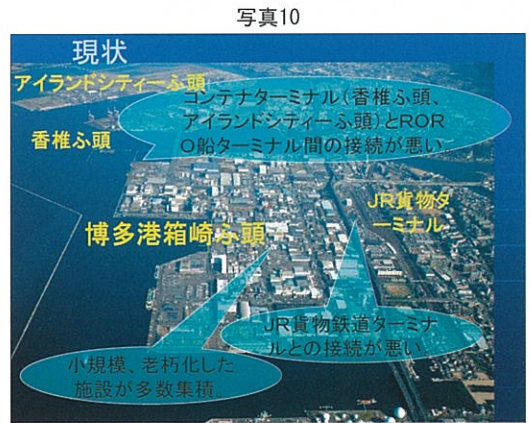 写真10
現状
アイランドシティーふ頭
コンテナターミナル(香椎ふ頭、
アイランドシティーふ頭)とROR
O船ターミナル間の接続が悪い。
香椎ふ頭
JR貨物タ
ーミナル
博多港箱崎ふ頭
JR貨物鉄道ターミナ
ルとの接続が悪い。
小規模、老朽化した
施設が多数集積。